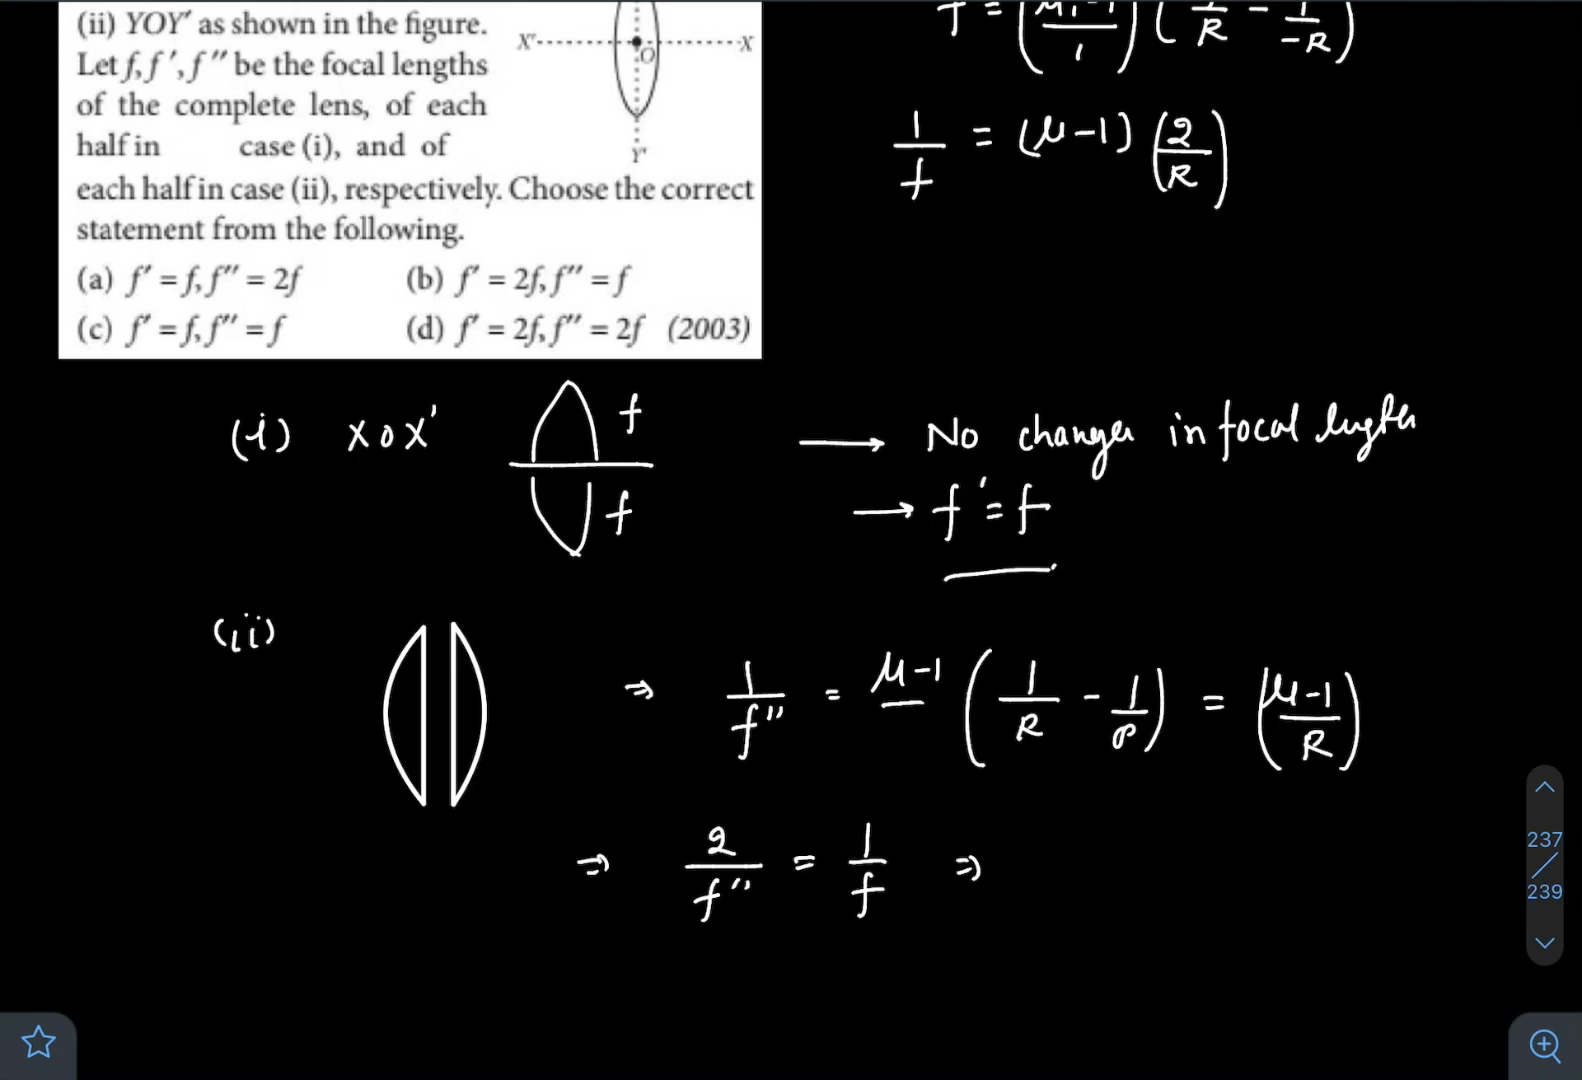 (ii) YOY′ as shown in the figure.
Let f, f′, f″ be the focal lengths
of the complete lens, of each
half in case (i), and of
each half in case (ii), respectively. Choose the correct
statement from the following.
(a) f′ = f, f″ = 2f (b) f′ = 2f, f″ = f
(c) f′ = f, f″ = f (d) f′ = 2f, f″ = 2f (2003)
X′ O X
Y′
1/f = (μ-1) (2/R)
(i) XOX′ f → No changes in focal length
f → f′ = f
(ii)
⇒ 1/f″ = μ-1 (1/R - 1/∞) = (μ-1/R)
⇒ 2/f″ = 1/f ⇒
237
239